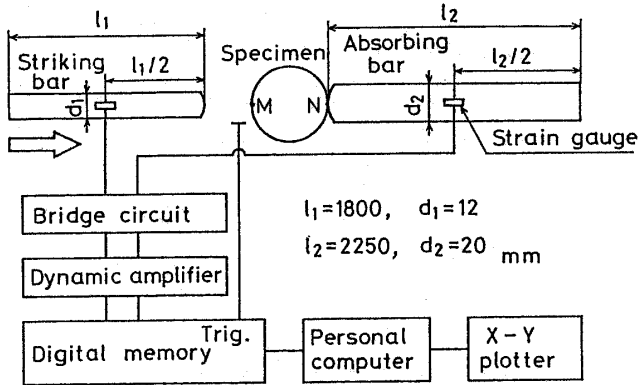 l₁
l₂
Striking bar
l₁/2
Specimen
Absorbing bar
l₂/2
d₁
M
N
d₂
Strain gauge
Bridge circuit
l₁=1800, d₁=12
l₂=2250, d₂=20 mm
Dynamic amplifier
Trig.
Digital memory
Personal computer
X-Y plotter